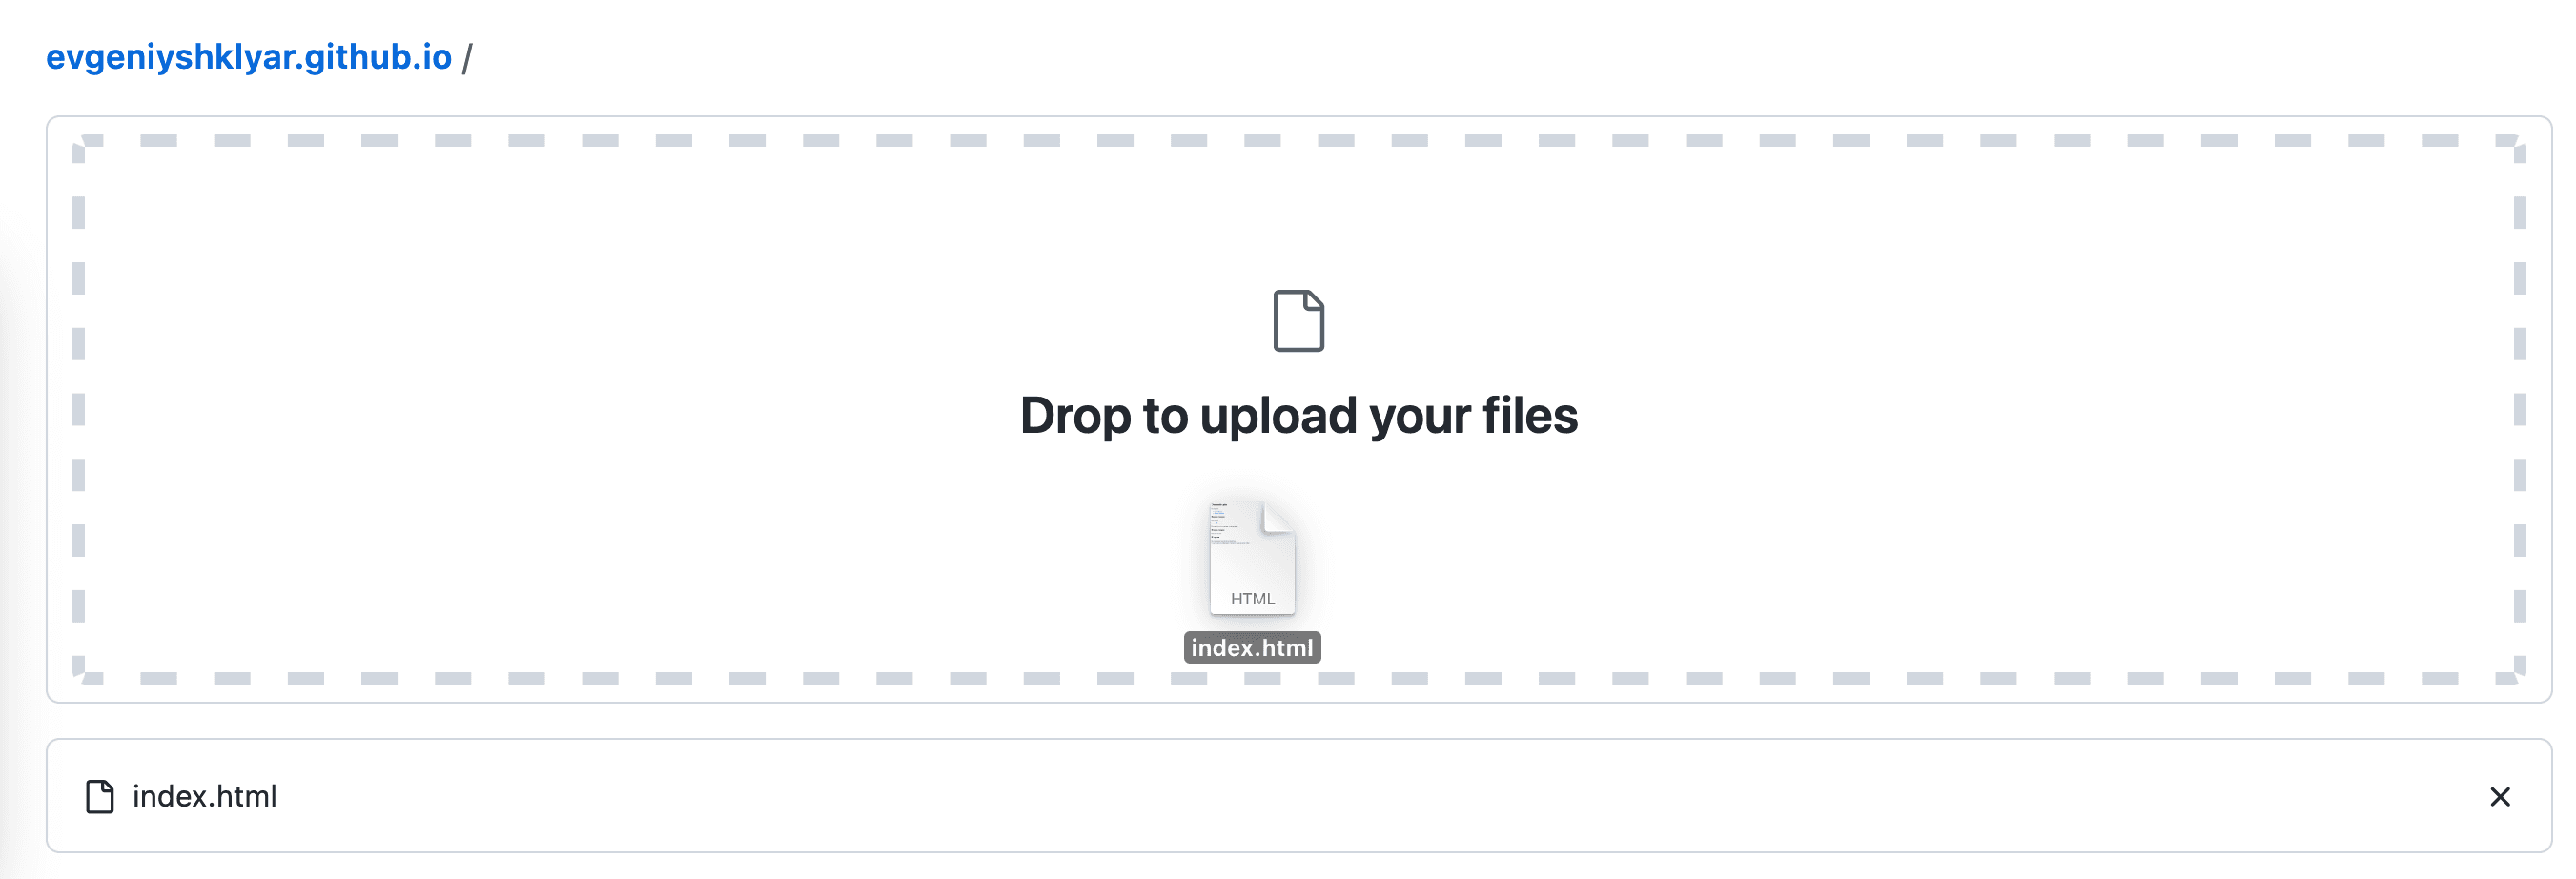 evgeniyshklyar.github.io /
Drop to upload your files
HTML
index.html
index.html